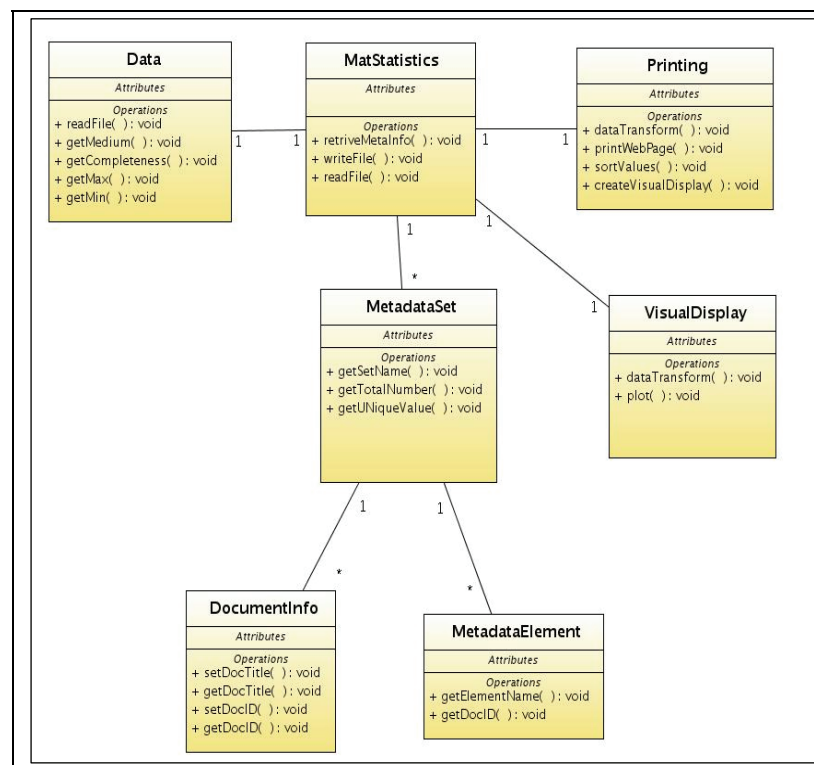 Data
Attributes
Operations
+ readFile( ): void
+ getMedium( ): void
+ getCompleteness( ): void
+ getMax( ): void
+ getMin( ): void
MatStatistics
Attributes
Operations
+ retriveMetaInfo( ): void
+ writeFile( ): void
+ readFile( ): void
Printing
Attributes
Operations
+ dataTransform( ): void
+ printWebPage( ): void
+ sortValues( ): void
+ createVisualDisplay( ): void
1
1
1
1
1
*
1
1
MetadataSet
Attributes
Operations
+ getSetName( ): void
+ getTotalNumber( ): void
+ getUNiqueValue( ): void
VisualDisplay
Attributes
Operations
+ dataTransform( ): void
+ plot( ): void
1
*
1
*
DocumentInfo
Attributes
Operations
+ setDocTitle( ): void
+ getDocTitle( ): void
+ setDocID( ): void
+ getDocID( ): void
MetadataElement
Attributes
Operations
+ getElementName( ): void
+ getDocID( ): void